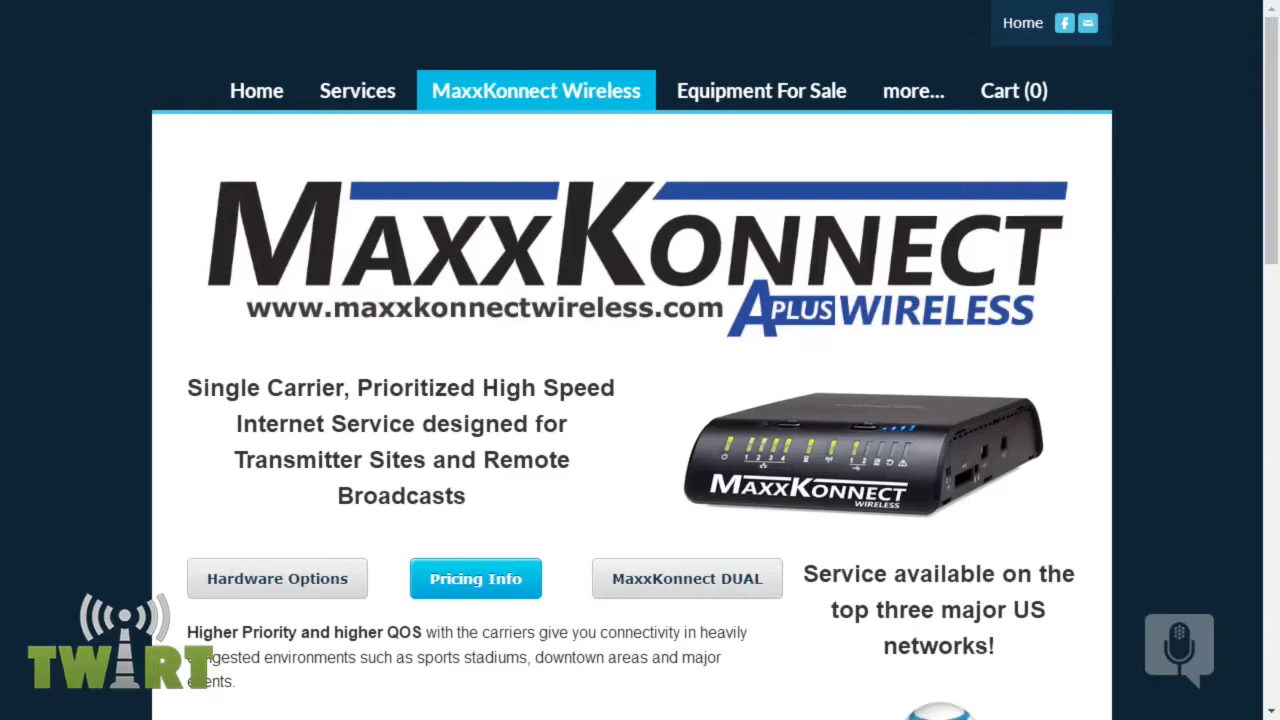 Home
Home Services MaxxKonnect Wireless Equipment For Sale more... Cart (0)
MAXXKONNECT
www.maxxkonnectwireless.com APLUS WIRELESS
Single Carrier, Prioritized High Speed
Internet Service designed for
Transmitter Sites and Remote
Broadcasts
MAXXKONNECT
WIRELESS
Hardware Options Pricing Info MaxxKonnect DUAL
Service available on the
top three major US
networks!
Higher Priority and higher QOS with the carriers give you connectivity in heavily
environments such as sports stadiums, downtown areas and major
TWIRT